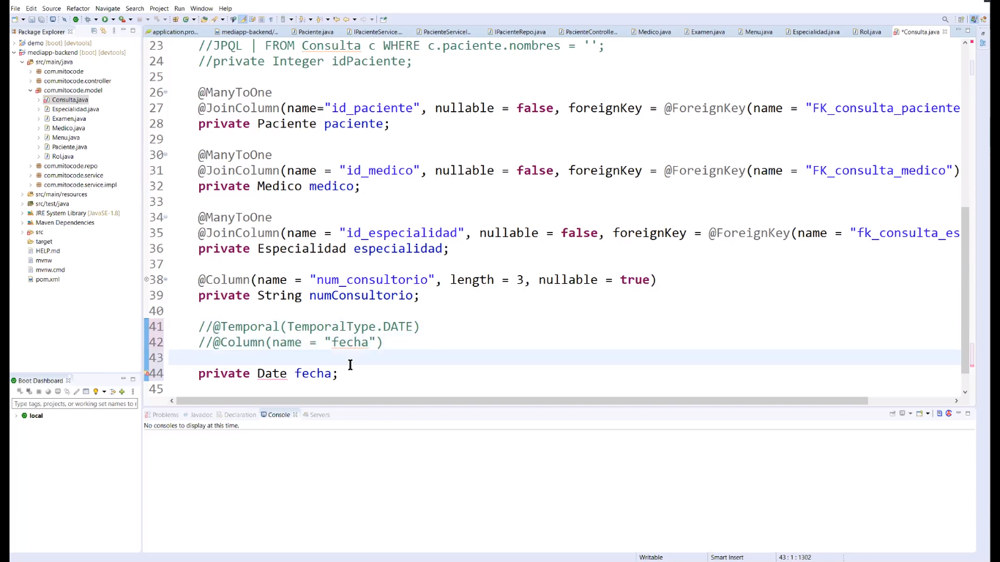 File Edit Source Refactor Navigate Search Project Run Window Help
Package Explorer
application.pro...
mediapp-backend/...
Paciente.java
IPacienteService...
PacienteServiceI...
IPacienteRepo.java
PacienteControlle...
Medico.java
Examen.java
Menu.java
Especialidad.java
Rol.java
*Consulta.java
demo [boot] [devtools]
mediapp-backend [boot] [devtools]
src/main/java
com.mitocode
com.mitocode.controller
com.mitocode.model
Consulta.java
Especialidad.java
Examen.java
Medico.java
Menu.java
Paciente.java
Rol.java
com.mitocode.repo
com.mitocode.service
com.mitocode.service.impl
src/main/resources
src/test/java
JRE System Library [JavaSE-1.8]
Maven Dependencies
src
target
HELP.md
mvnw
mvnw.cmd
pom.xml
23 //JPQL | FROM Consulta c WHERE c.paciente.nombres = '';
24 //private Integer idPaciente;
25
26 @ManyToOne
27 @JoinColumn(name="id_paciente", nullable = false, foreignKey = @ForeignKey(name = "FK_consulta_paciente
28 private Paciente paciente;
29
30 @ManyToOne
31 @JoinColumn(name = "id_medico", nullable = false, foreignKey = @ForeignKey(name = "FK_consulta_medico")
32 private Medico medico;
33
34 @ManyToOne
35 @JoinColumn(name = "id_especialidad", nullable = false, foreignKey = @ForeignKey(name = "fk_consulta_es
36 private Especialidad especialidad;
37
38 @Column(name = "num_consultorio", length = 3, nullable = true)
39 private String numConsultorio;
40
41 //@Temporal(TemporalType.DATE)
42 //@Column(name = "fecha")
43
44 private Date fecha;
45
Boot Dashboard
Type tags, projects, or working set names to r
local
Problems Javadoc Declaration Console Servers
No consoles to display at this time.
Writable Smart Insert 43 : 1 : 1302